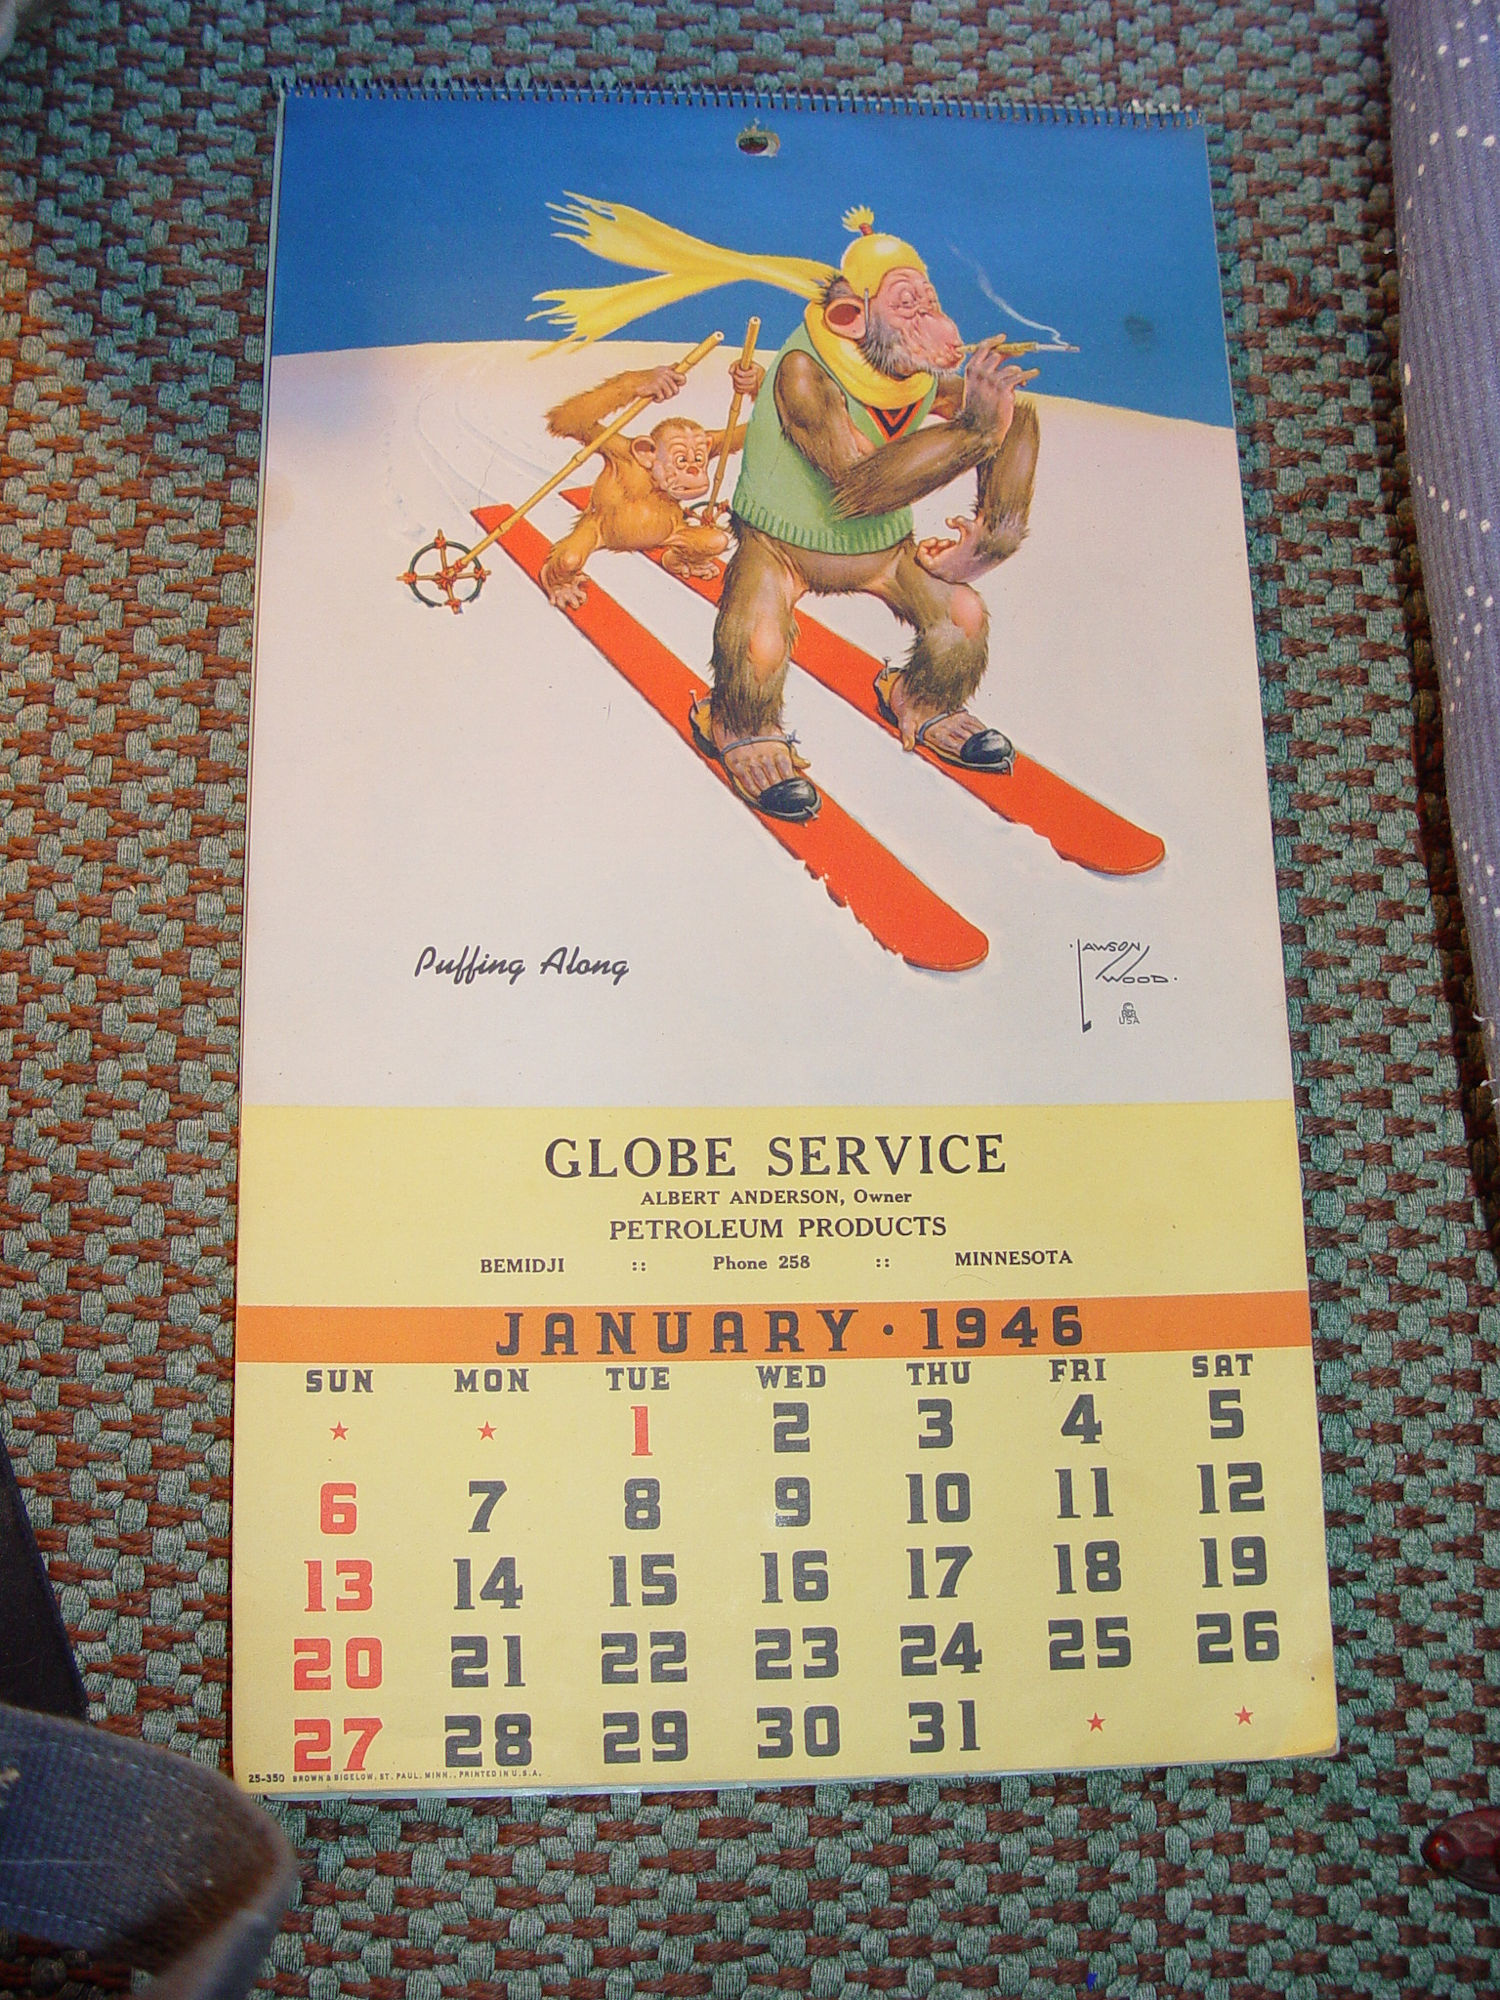 Puffing Along
LAWSON
WOOD.
USA
GLOBE SERVICE
ALBERT ANDERSON, Owner
PETROLEUM PRODUCTS
BEMIDJI :: Phone 258 :: MINNESOTA
JANUARY · 1946
SUN MON TUE WED THU FRI SAT
★ ★ 1 2 3 4 5
6 7 8 9 10 11 12
13 14 15 16 17 18 19
20 21 22 23 24 25 26
27 28 29 30 31 ★ ★
25-350 BROWN & BIGELOW, ST. PAUL, MINN., PRINTED IN U.S.A.